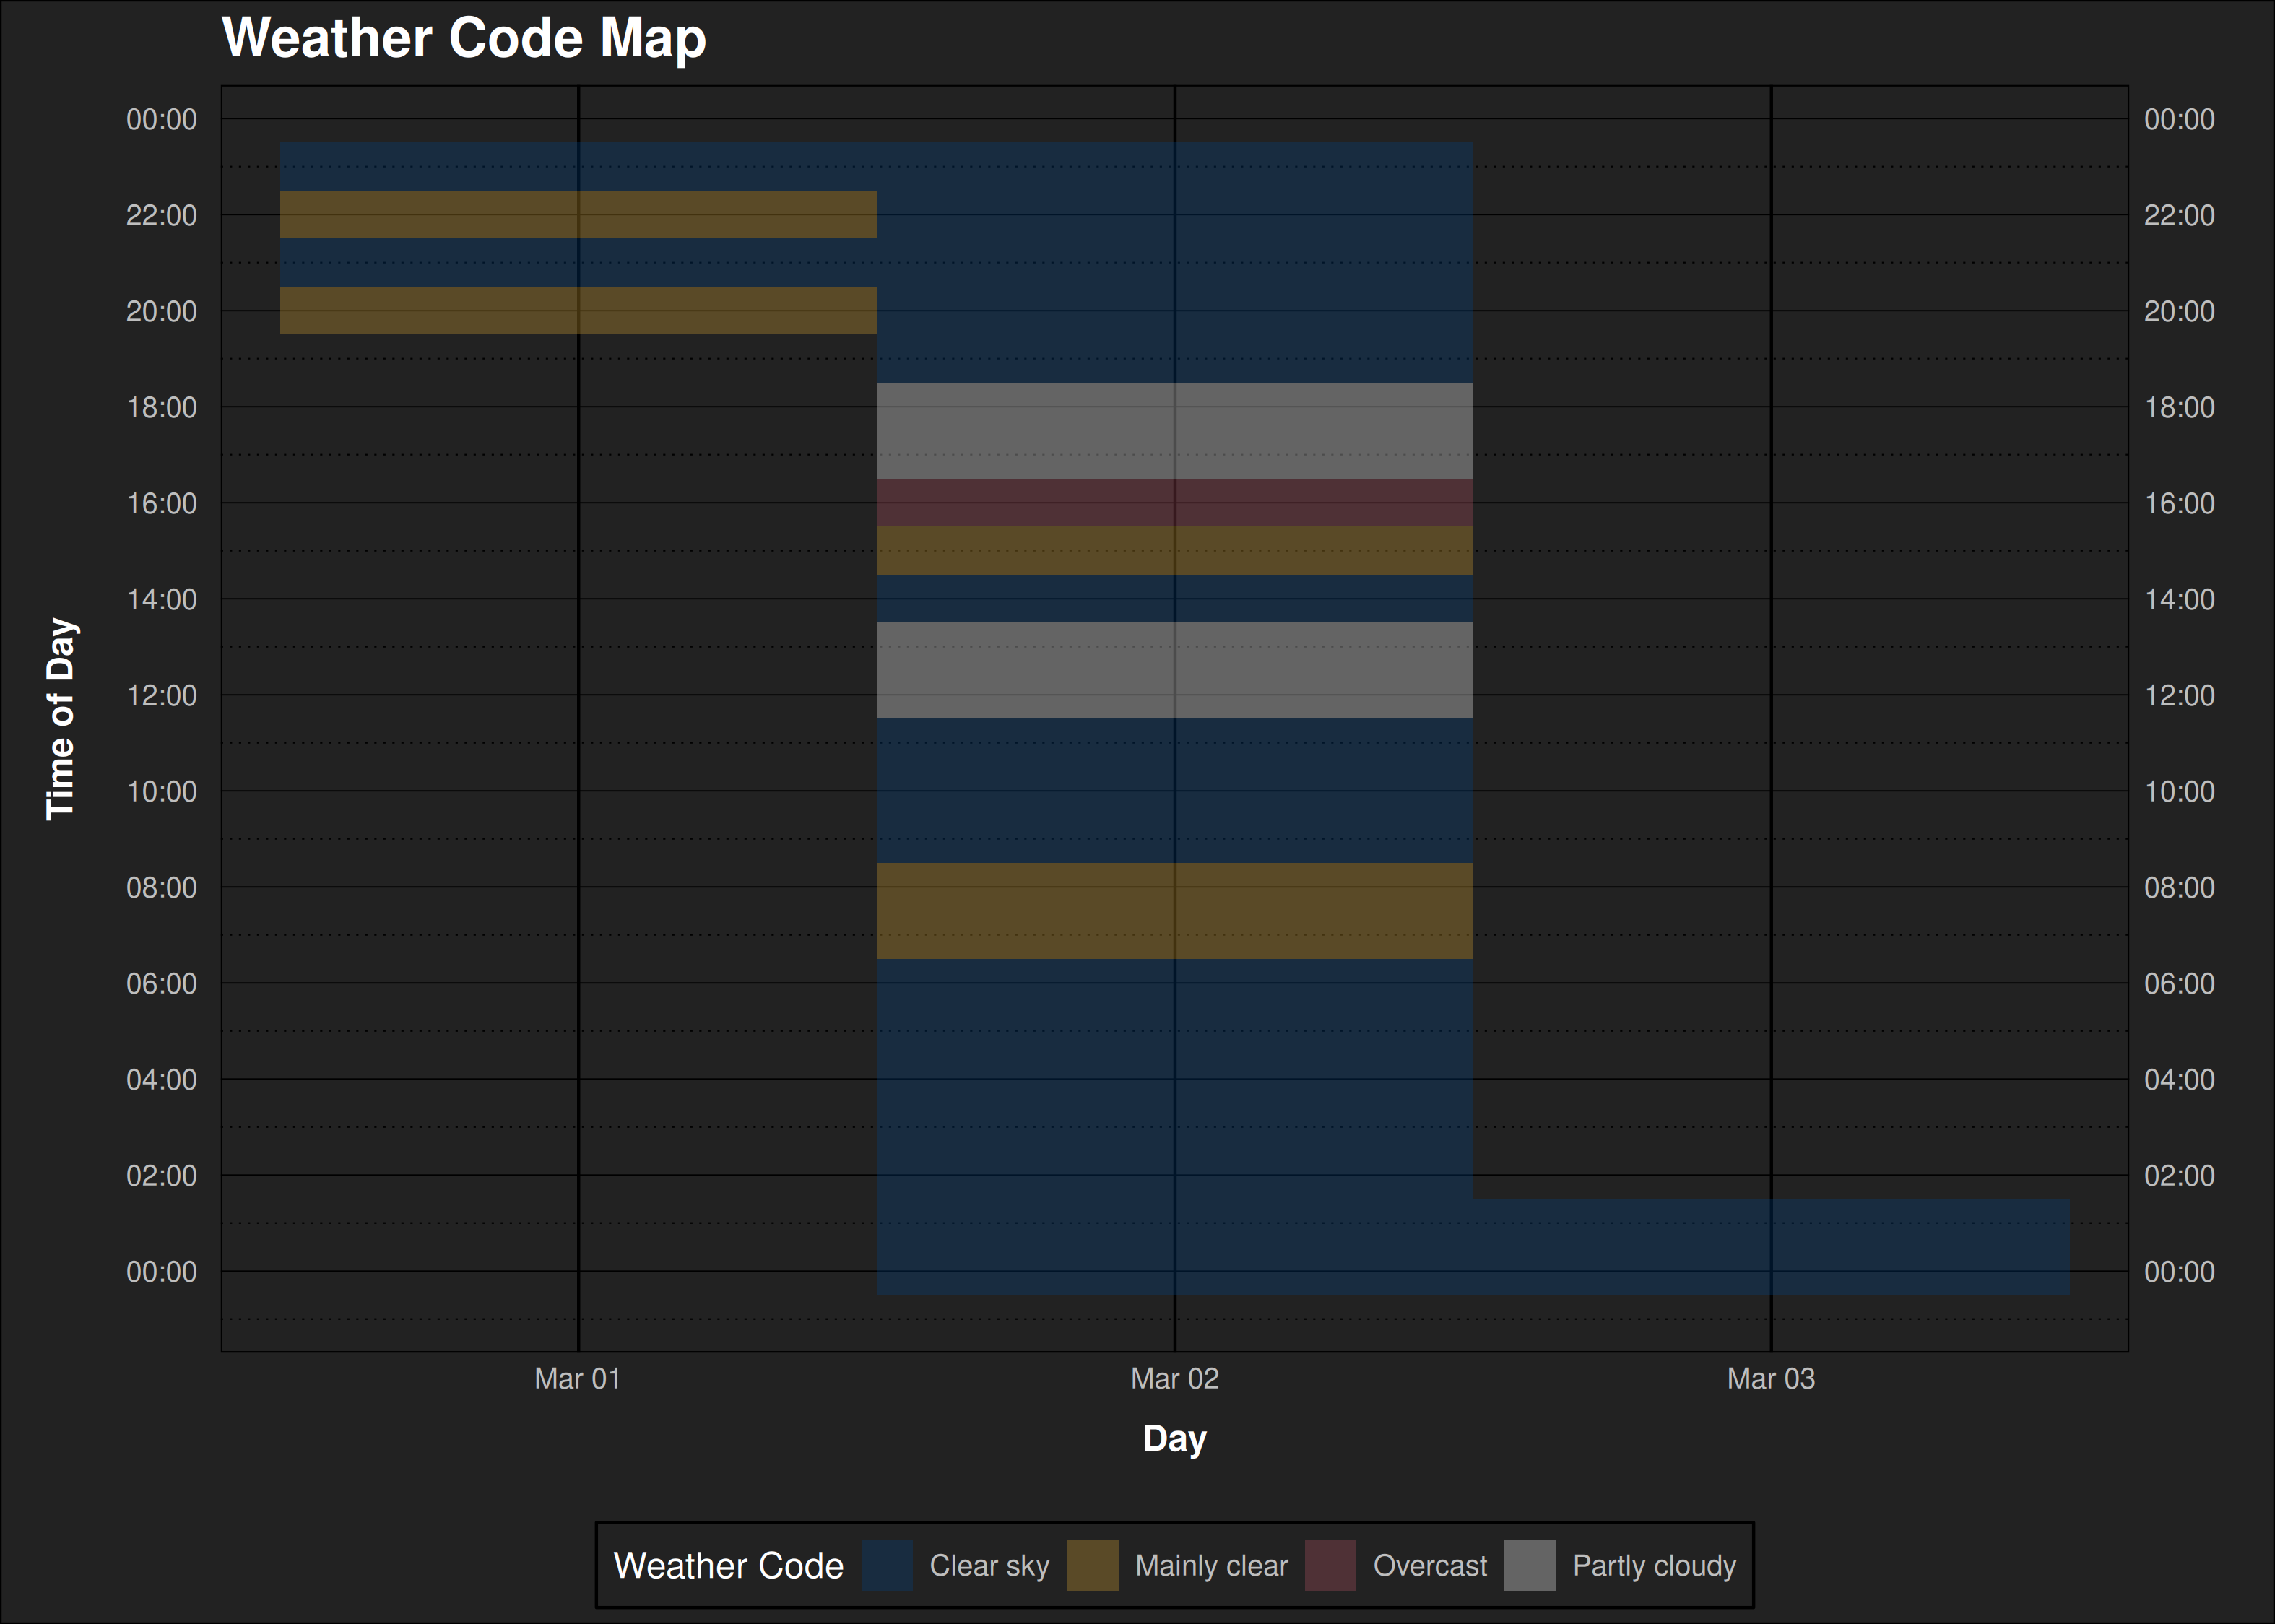 Weather Code Map
00:00 00:00
22:00 22:00
20:00 20:00
18:00 18:00
16:00 16:00
14:00 14:00
12:00 12:00
10:00 10:00
08:00 08:00
06:00 06:00
04:00 04:00
02:00 02:00
00:00 00:00
Time of Day
Mar 01 Mar 02 Mar 03
Day
Weather Code Clear sky Mainly clear Overcast Partly cloudy